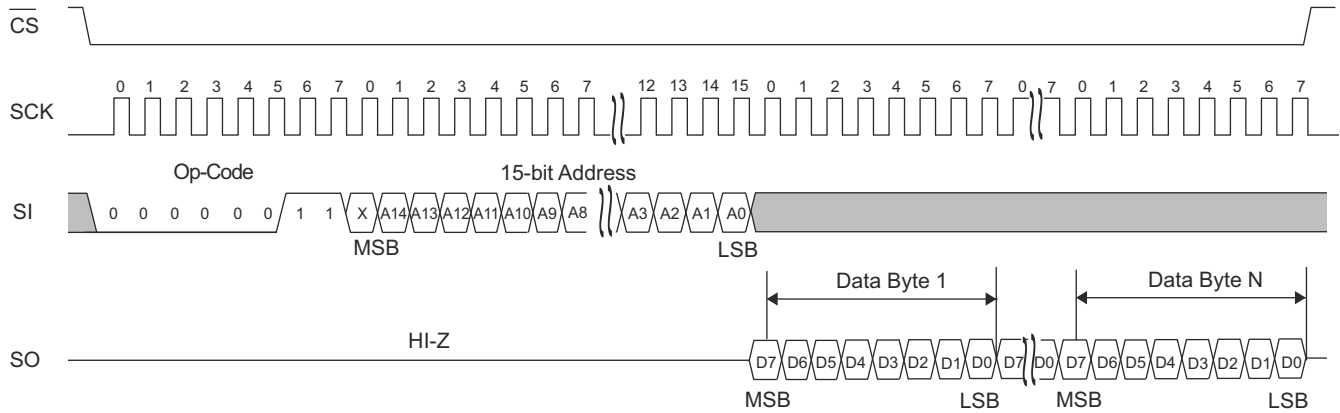 CS
0 1 2 3 4 5 6 7 0 1 2 3 4 5 6 7 12 13 14 15 0 1 2 3 4 5 6 7 0 7 0 1 2 3 4 5 6 7
SCK
Op-Code 15-bit Address
SI 0 0 0 0 0 0 1 1 X A14 A13 A12 A11 A10 A9 A8 A3 A2 A1 A0
MSB LSB
Data Byte 1 Data Byte N
HI-Z
SO D7 D6 D5 D4 D3 D2 D1 D0 D7 D0 D7 D6 D5 D4 D3 D2 D1 D0
MSB LSB MSB LSB